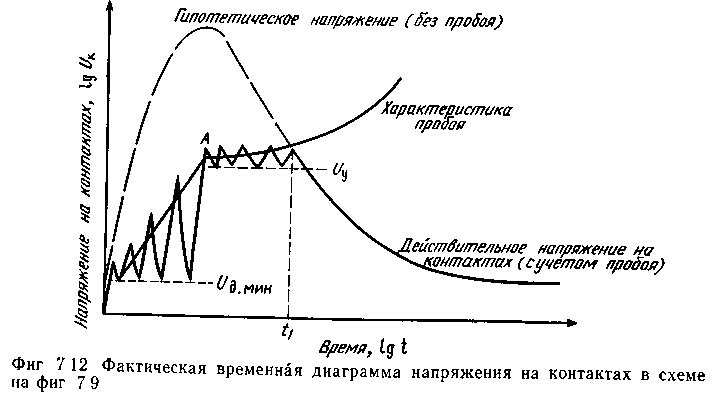 Гипотетическое напряжение (без пробоя)
Напряжение на контактах, lg Uк
Характеристика
пробоя
A
Uу
Действительное напряжение на
контактах (с учётом пробоя)
Uд.мин
t₁
Время, lg t
Фиг 7 12 Фактическая временна́я диаграмма напряжения на контактах в схеме
на фиг 7 9